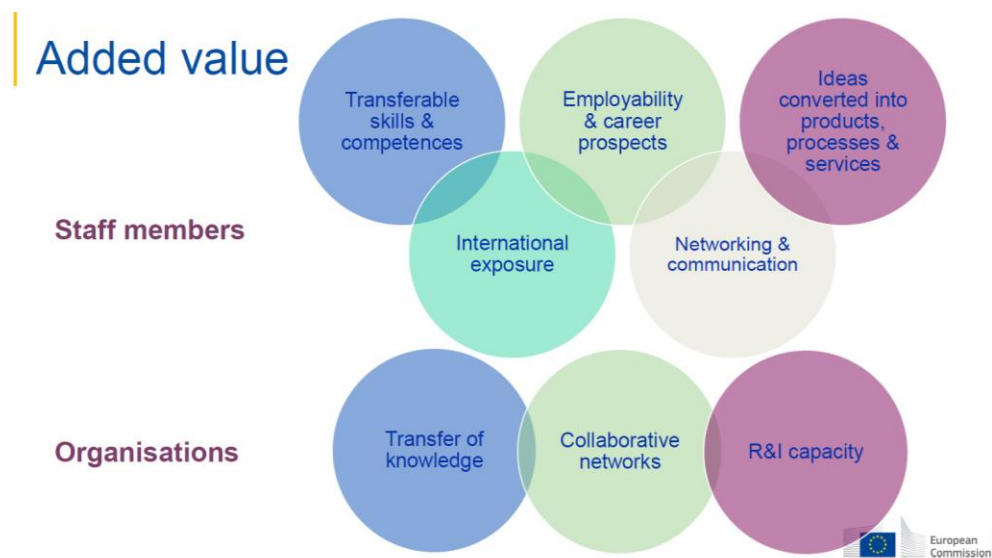 Added value
Transferable
skills &
competences
Employability
& career
prospects
Ideas
converted into
products,
processes &
services
Staff members
International
exposure
Networking &
communication
Organisations
Transfer of
knowledge
Collaborative
networks
R&I capacity
European
Commission